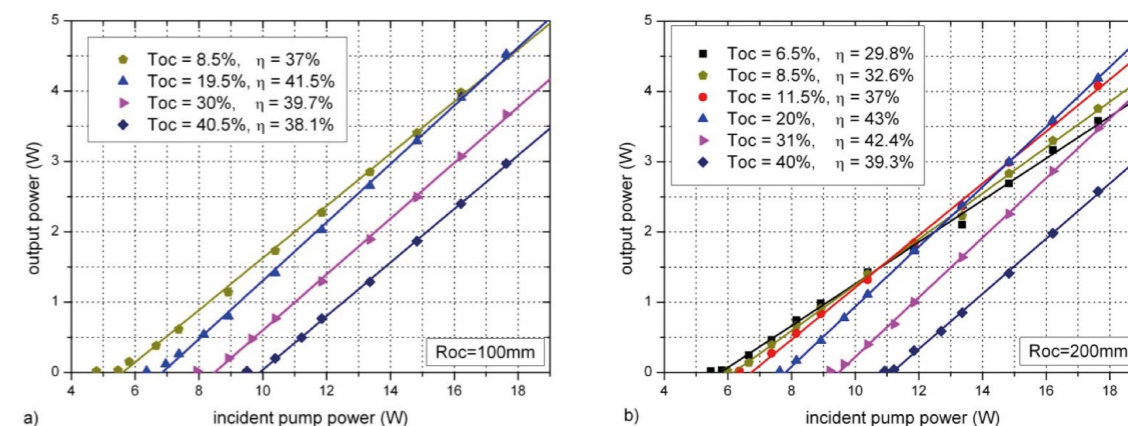 5
4
3
2
1
0
output power (W)
Toc = 8.5%, η = 37%
Toc = 19.5%, η = 41.5%
Toc = 30%, η = 39.7%
Toc = 40.5%, η = 38.1%
Roc=100mm
4 6 8 10 12 14 16 18
incident pump power (W)
a)
5
4
3
2
1
0
output power (W)
Toc = 6.5%, η = 29.8%
Toc = 8.5%, η = 32.6%
Toc = 11.5%, η = 37%
Toc = 20%, η = 43%
Toc = 31%, η = 42.4%
Toc = 40%, η = 39.3%
Roc=200mm
4 6 8 10 12 14 16 18
incident pump power (W)
b)